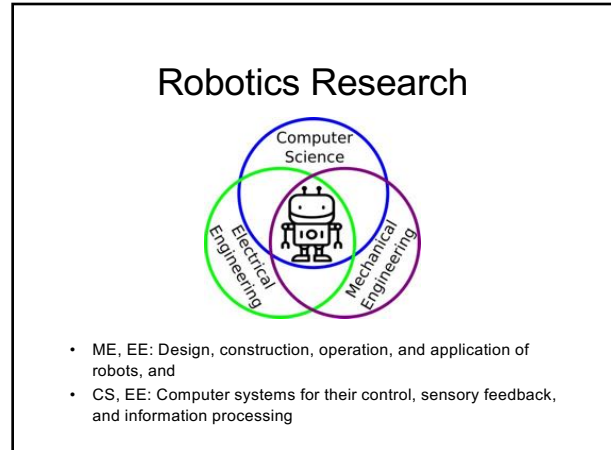 Robotics Research
Computer
Science
Electrical
Engineering
Mechanical
Engineering
• ME, EE: Design, construction, operation, and application of
robots, and
• CS, EE: Computer systems for their control, sensory feedback,
and information processing